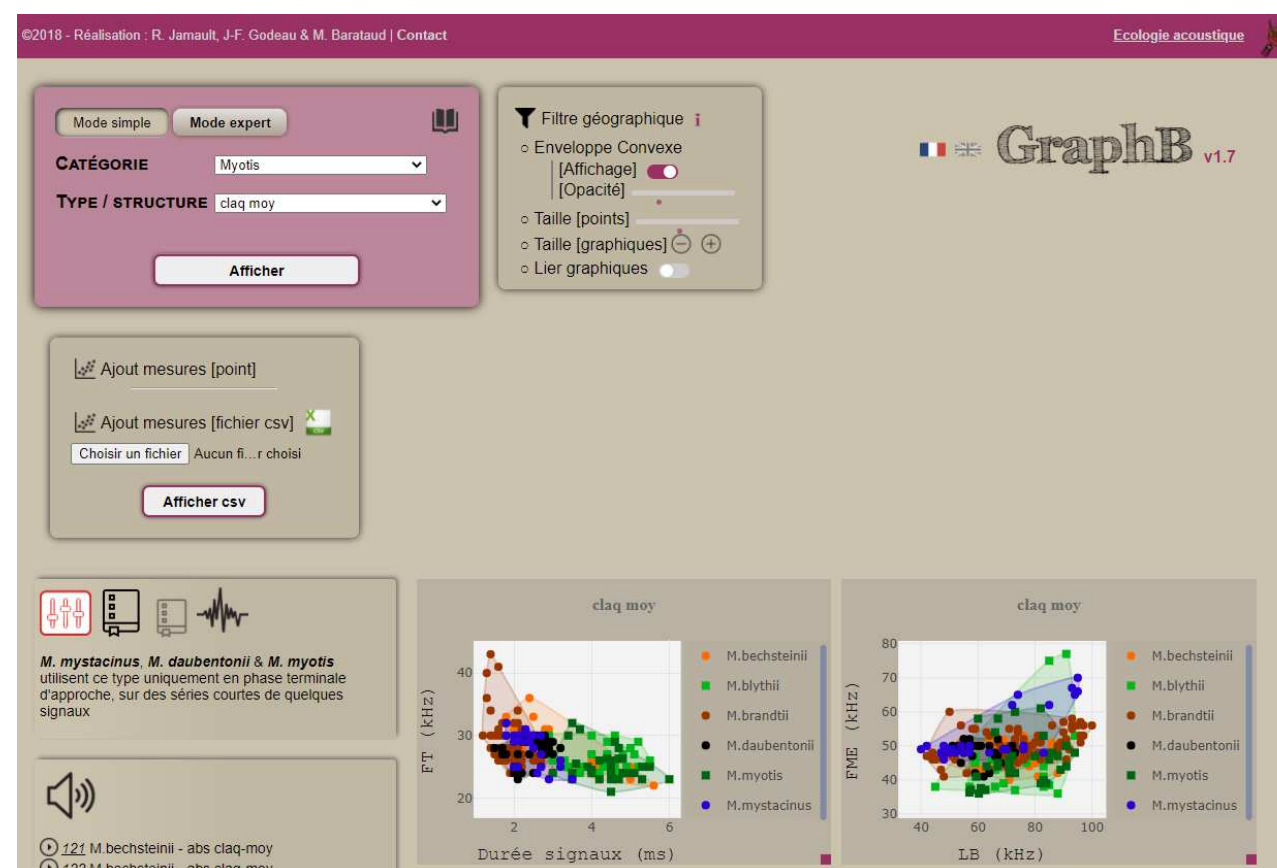 ©2018 - Réalisation : R. Jamault, J-F. Godeau & M. Barataud | Contact
Ecologie acoustique
Mode simple
Mode expert
CATÉGORIE
Myotis
TYPE / STRUCTURE
claq moy
Afficher
Filtre géographique i
Enveloppe Convexe
[Affichage]
[Opacité]
Taille [points]
Taille [graphiques]
Lier graphiques
GraphB v1.7
Ajout mesures [point]
Ajout mesures [fichier csv]
Choisir un fichier Aucun fi...r choisi
Afficher csv
M. mystacinus, M. daubentonii & M. myotis
utilisent ce type uniquement en phase terminale
d'approche, sur des séries courtes de quelques
signaux
121 M.bechsteinii - abs claq-moy
122 M.bechsteinii - abs claq-moy
claq moy
FT (kHz)
40
30
20
2 4 6
Durée signaux (ms)
M.bechsteinii
M.blythii
M.brandtii
M.daubentonii
M.myotis
M.mystacinus
claq moy
FME (kHz)
80
70
60
50
40
30
40 60 80 100
LB (kHz)
M.bechsteinii
M.blythii
M.brandtii
M.daubentonii
M.myotis
M.mystacinus